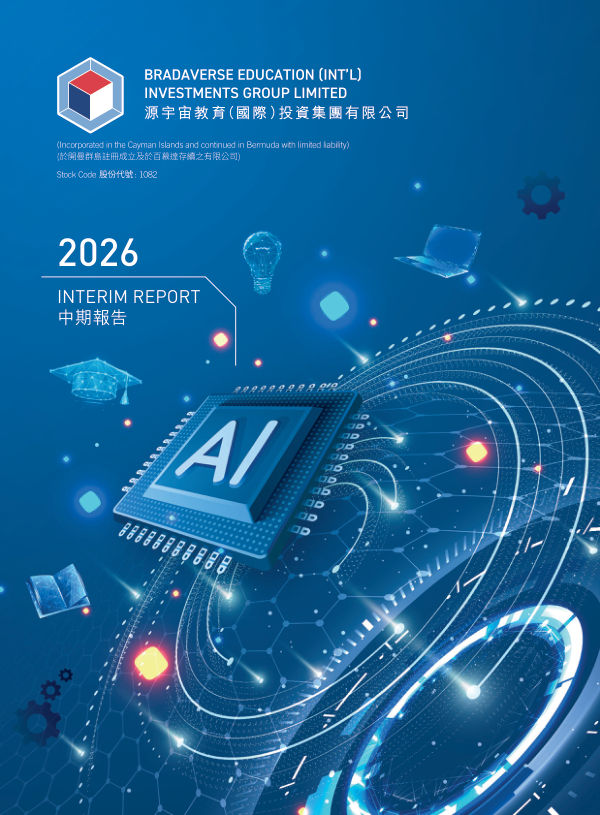 BRADAVERSE EDUCATION (INT'L)
INVESTMENTS GROUP LIMITED
源宇宙教育(國際)投資集團有限公司
(Incorporated in the Cayman Islands and continued in Bermuda with limited liability)
(於開曼群島註冊成立及於百慕達存續之有限公司)
Stock Code 股份代號: 1082
2026
INTERIM REPORT
中期報告
AI